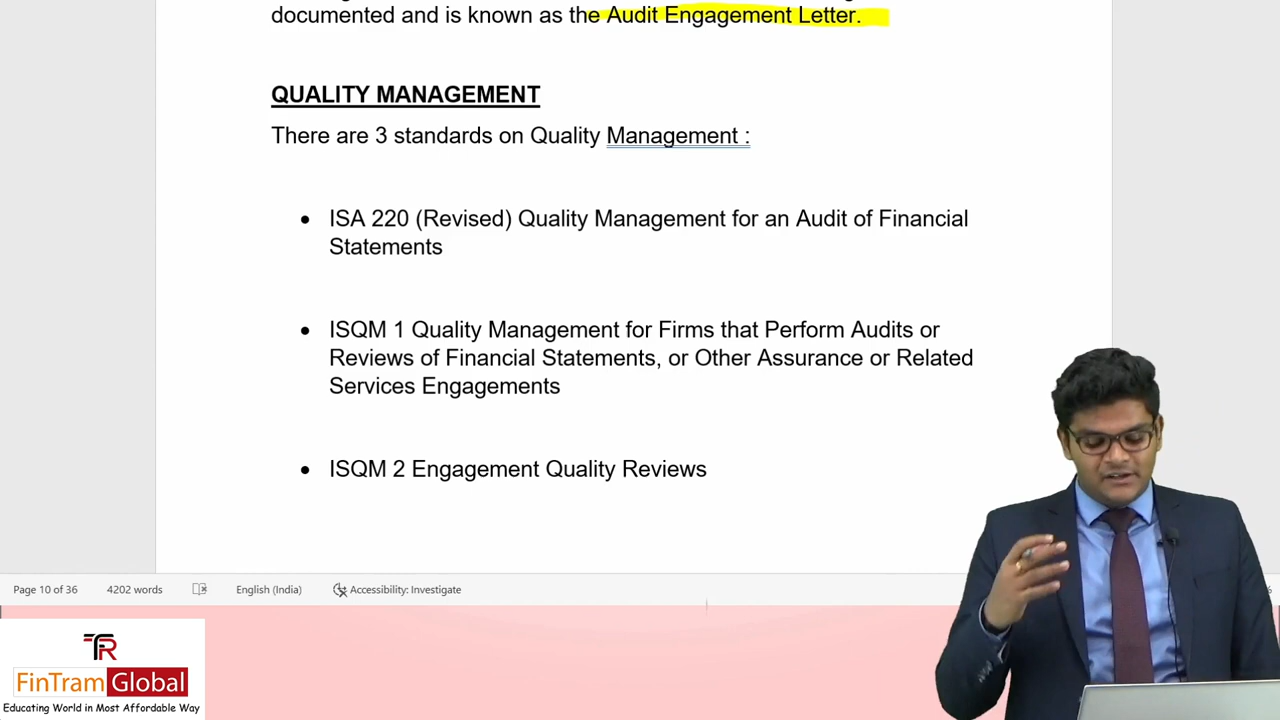 documented and is known as the Audit Engagement Letter.
QUALITY MANAGEMENT
There are 3 standards on Quality Management :
• ISA 220 (Revised) Quality Management for an Audit of Financial
Statements
• ISQM 1 Quality Management for Firms that Perform Audits or
Reviews of Financial Statements, or Other Assurance or Related
Services Engagements
• ISQM 2 Engagement Quality Reviews
Page 10 of 36 4202 words English (India) Accessibility: Investigate
FinTram Global
Educating World in Most Affordable Way